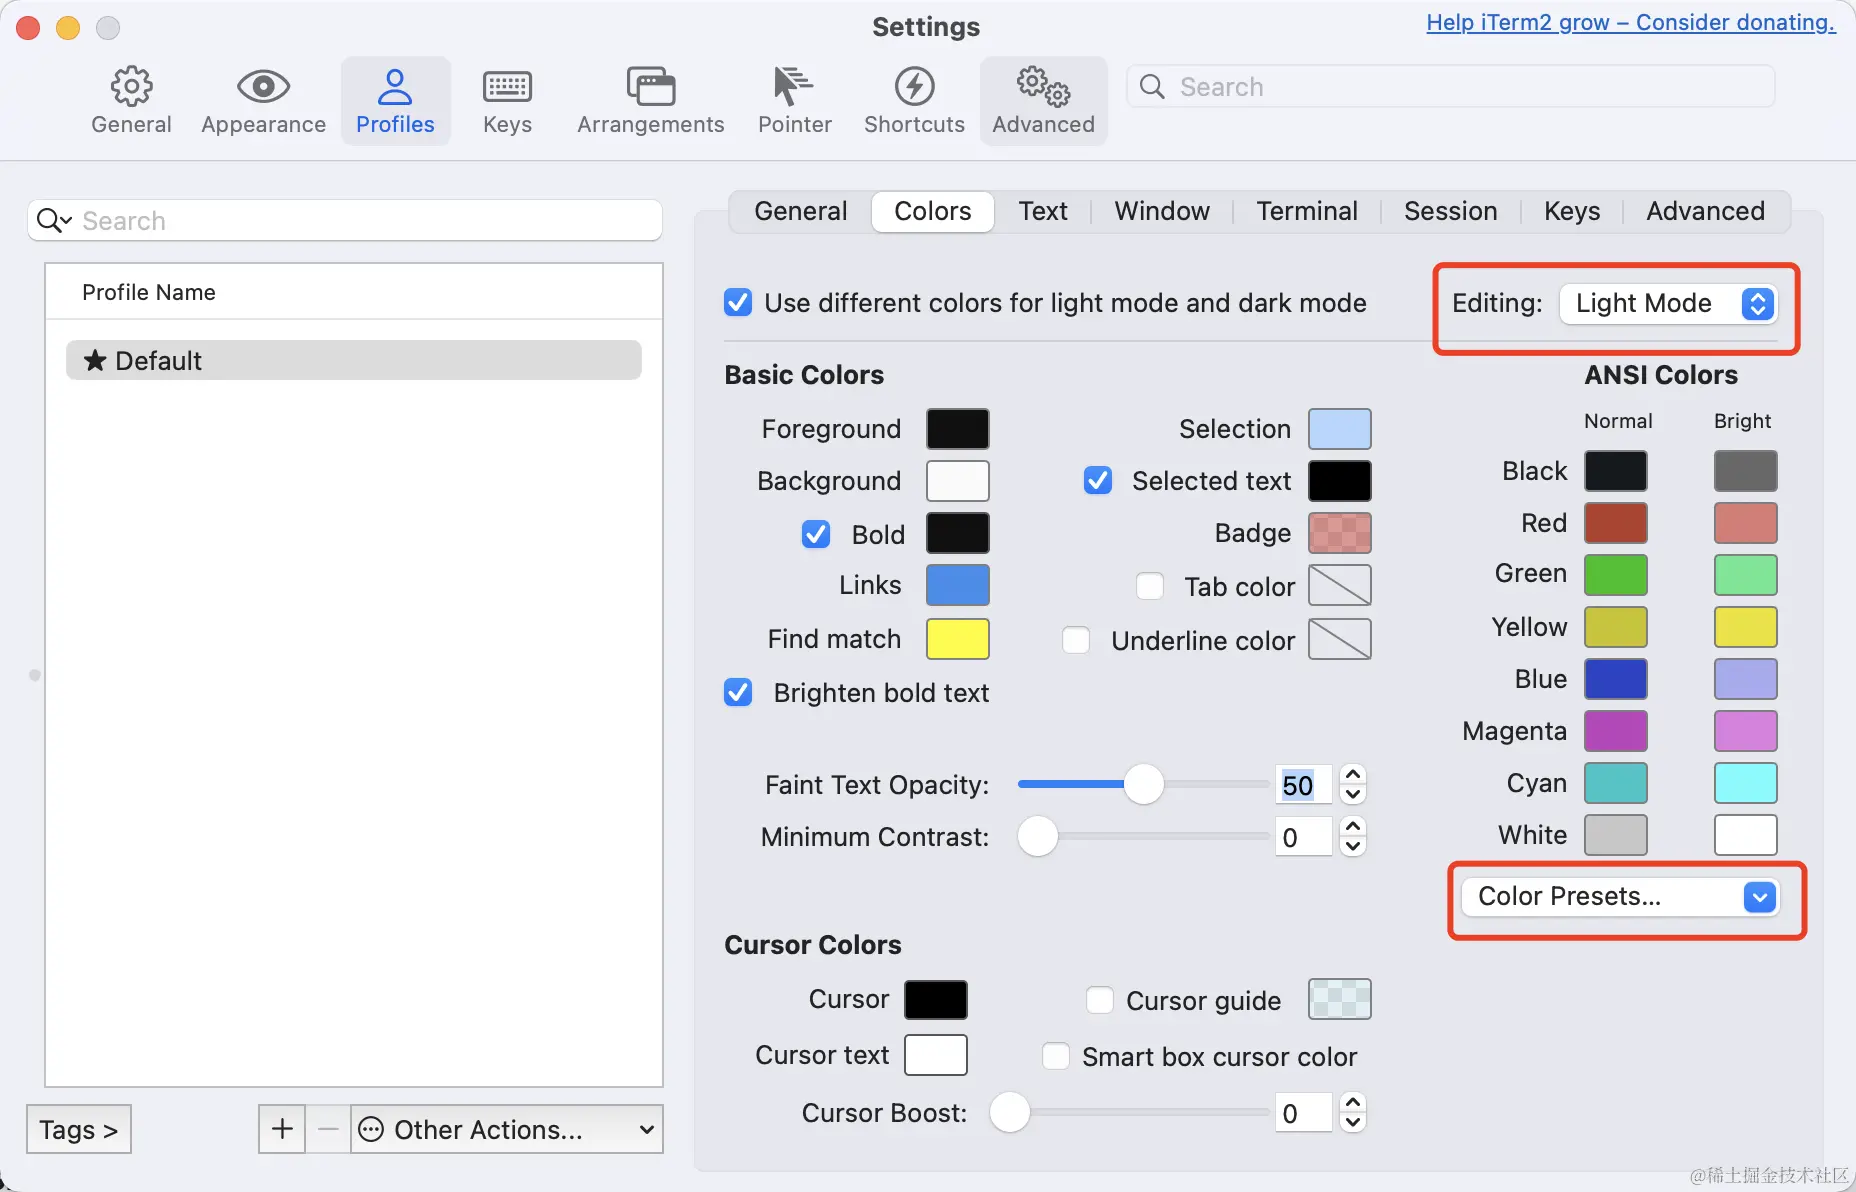 Settings
Help iTerm2 grow – Consider donating.
General
Appearance
Profiles
Keys
Arrangements
Pointer
Shortcuts
Advanced
Search
Search
Profile Name
★ Default
Tags >
+
−
Other Actions...
General
Colors
Text
Window
Terminal
Session
Keys
Advanced
Use different colors for light mode and dark mode
Editing: Light Mode
Basic Colors
Foreground
Background
Bold
Links
Find match
Brighten bold text
Selection
Selected text
Badge
Tab color
Underline color
Faint Text Opacity: 50
Minimum Contrast: 0
Cursor Colors
Cursor
Cursor text
Cursor guide
Smart box cursor color
Cursor Boost: 0
ANSI Colors
Normal Bright
Black
Red
Green
Yellow
Blue
Magenta
Cyan
White
Color Presets...
@稀土掘金技术社区